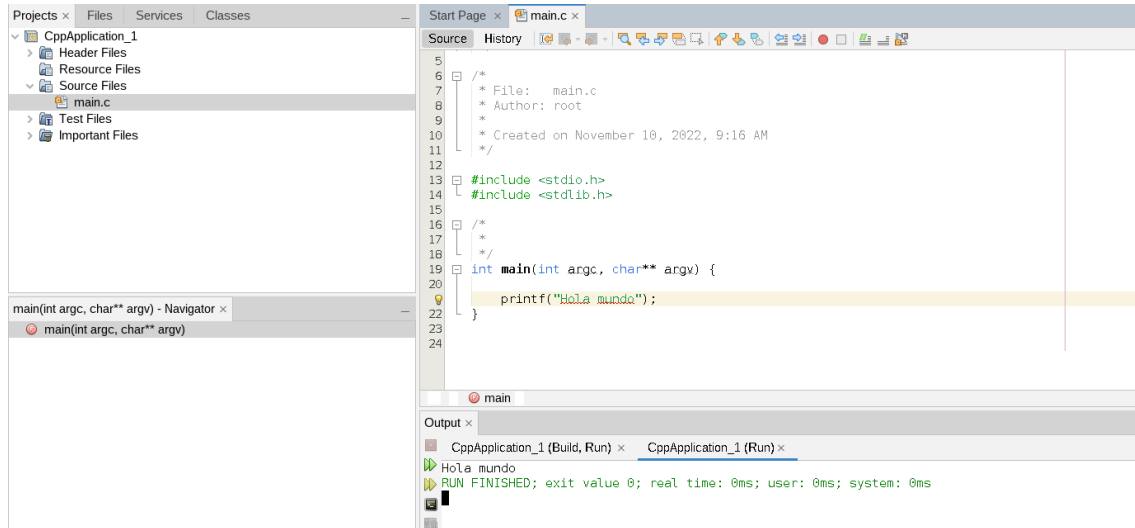 Projects × Files Services Classes
CppApplication_1
Header Files
Resource Files
Source Files
main.c
Test Files
Important Files
main(int argc, char** argv) - Navigator ×
main(int argc, char** argv)
Start Page × main.c ×
Source History
5
6 /*
7 * File:   main.c
8 * Author: root
9 *
10 * Created on November 10, 2022, 9:16 AM
11 */
12
13 #include <stdio.h>
14 #include <stdlib.h>
15
16 /*
17 *
18 */
19 int main(int argc, char** argv) {
20
printf("Hola mundo");
22 }
23
24
main
Output ×
CppApplication_1 (Build, Run) × CppApplication_1 (Run) ×
Hola mundo
RUN FINISHED; exit value 0; real time: 0ms; user: 0ms; system: 0ms